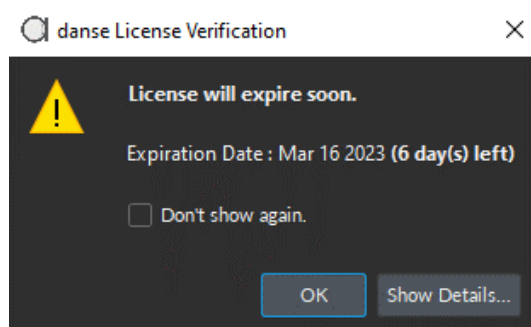 danse License Verification
License will expire soon.
Expiration Date : Mar 16 2023 (6 day(s) left)
Don't show again.
OK Show Details...